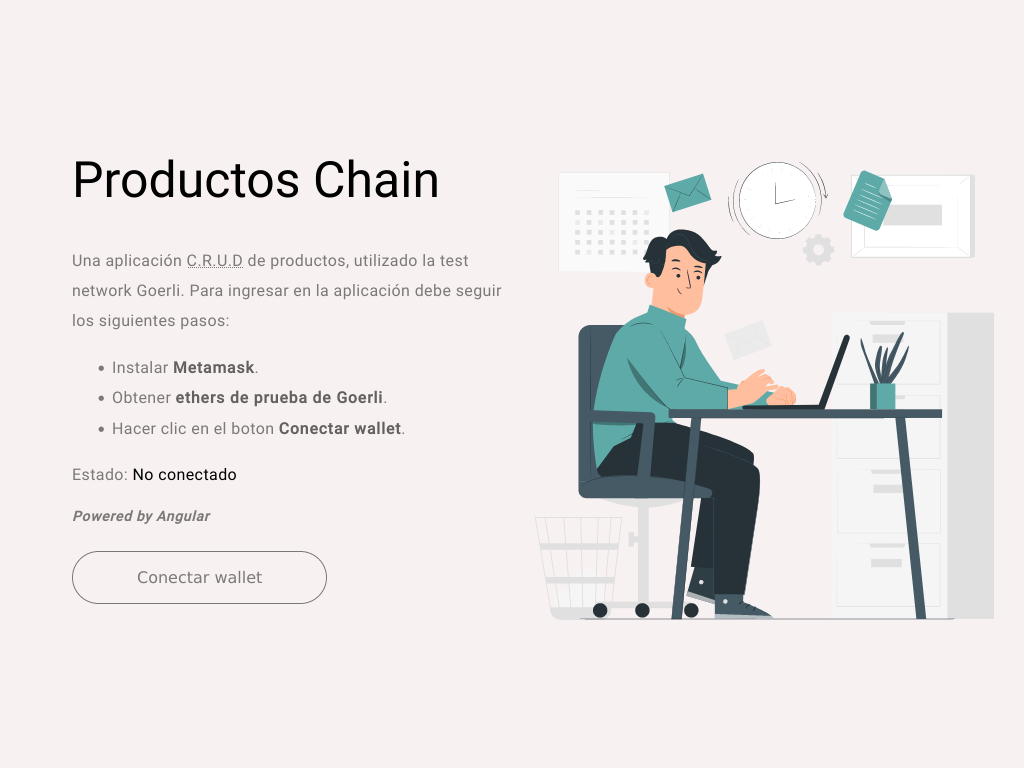 Productos Chain
Una aplicación C.R.U.D de productos, utilizado la test
network Goerli. Para ingresar en la aplicación debe seguir
los siguientes pasos:
• Instalar Metamask.
• Obtener ethers de prueba de Goerli.
• Hacer clic en el boton Conectar wallet.
Estado: No conectado
Powered by Angular
Conectar wallet